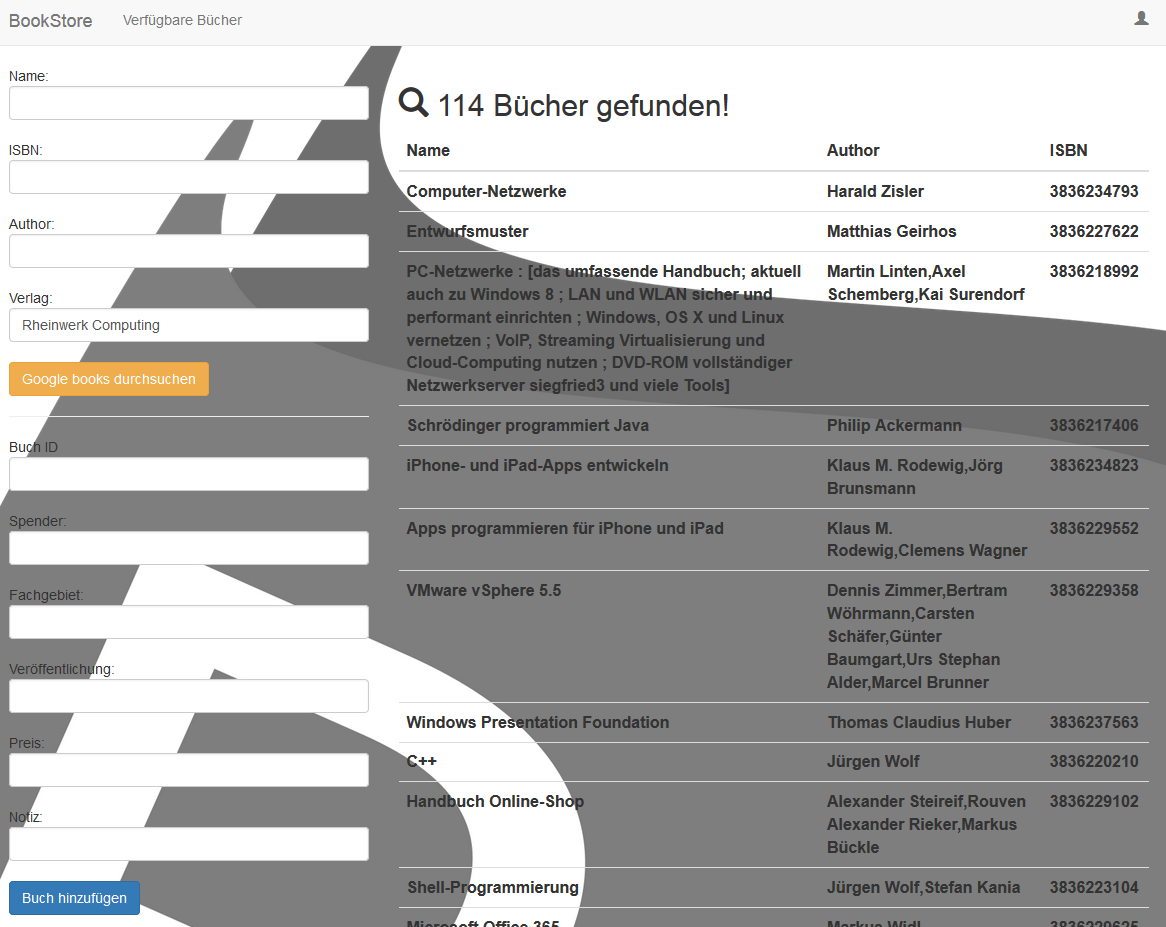 BookStore Verfügbare Bücher
Name:
ISBN:
Author:
Verlag:
Rheinwerk Computing
Google books durchsuchen
Buch ID
Spender:
Fachgebiet:
Veröffentlichung:
Preis:
Notiz:
Buch hinzufügen
114 Bücher gefunden!
Name Author ISBN
Computer-Netzwerke Harald Zisler 3836234793
Entwurfsmuster Matthias Geirhos 3836227622
PC-Netzwerke : [das umfassende Handbuch; aktuell Martin Linten,Axel 3836218992
auch zu Windows 8 ; LAN und WLAN sicher und Schemberg,Kai Surendorf
performant einrichten ; Windows, OS X und Linux
vernetzen ; VoIP, Streaming Virtualisierung und
Cloud-Computing nutzen ; DVD-ROM vollständiger
Netzwerkserver siegfried3 und viele Tools]
Schrödinger programmiert Java Philip Ackermann 3836217406
iPhone- und iPad-Apps entwickeln Klaus M. Rodewig,Jörg 3836234823
Brunsmann
Apps programmieren für iPhone und iPad Klaus M. 3836229552
Rodewig,Clemens Wagner
VMware vSphere 5.5 Dennis Zimmer,Bertram 3836229358
Wöhrmann,Carsten
Schäfer,Günter
Baumgart,Urs Stephan
Alder,Marcel Brunner
Windows Presentation Foundation Thomas Claudius Huber 3836237563
C++ Jürgen Wolf 3836220210
Handbuch Online-Shop Alexander Steireif,Rouven 3836229102
Alexander Rieker,Markus
Bückle
Shell-Programmierung Jürgen Wolf,Stefan Kania 3836223104
Microsoft Office 365 Markus Widl 3836229625